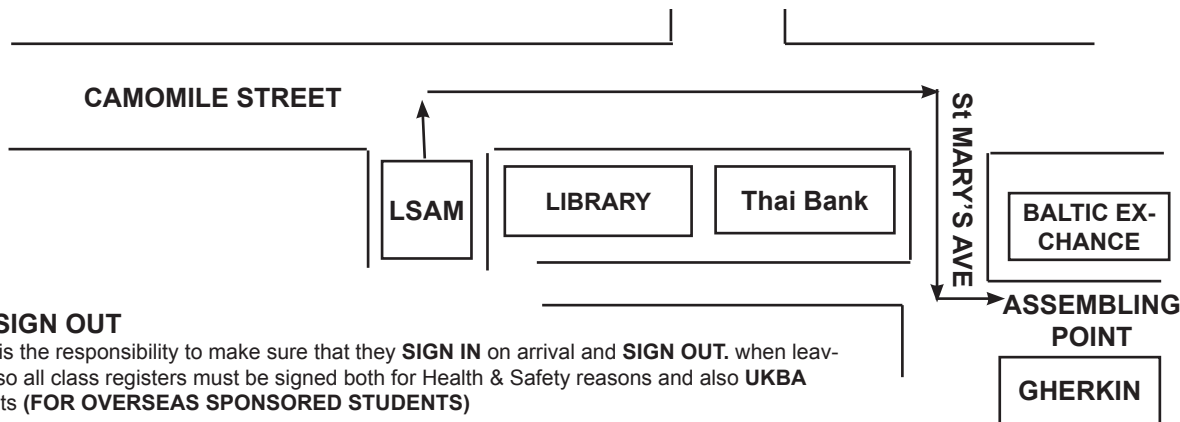 CAMOMILE STREET
St MARY'S AVE
LSAM
LIBRARY
Thai Bank
BALTIC EX-
CHANCE
ASSEMBLING
POINT
GHERKIN
SIGN OUT
is the responsibility to make sure that they SIGN IN on arrival and SIGN OUT. when leav-
so all class registers must be signed both for Health & Safety reasons and also UKBA
ts (FOR OVERSEAS SPONSORED STUDENTS)